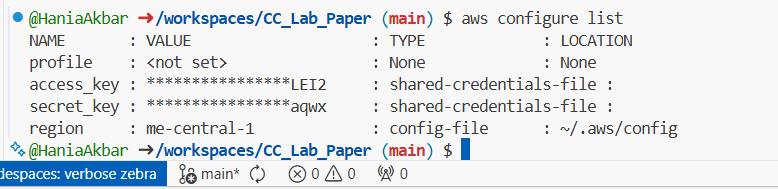 @HaniaAkbar ➜/workspaces/CC_Lab_Paper (main) $ aws configure list
NAME       : VALUE                    : TYPE             : LOCATION
profile    : <not set>                : None             : None
access_key : ****************LEI2     : shared-credentials-file :
secret_key : ****************aqwx     : shared-credentials-file :
region     : me-central-1             : config-file      : ~/.aws/config
@HaniaAkbar ➜/workspaces/CC_Lab_Paper (main) $
despaces: verbose zebra main* 0 0 0